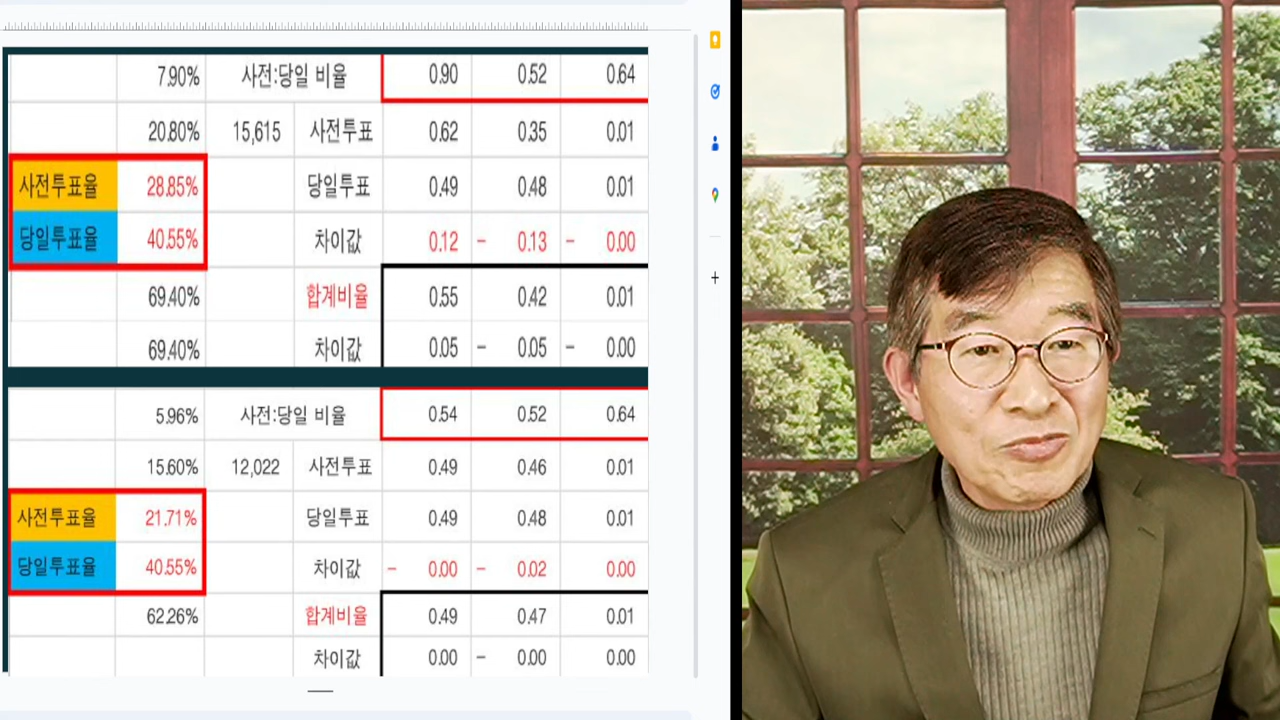 7.90% 사전:당일 비율 0.90 0.52 0.64
20.80% 15,615 사전투표 0.62 0.35 0.01
사전투표율 28.85% 당일투표 0.49 0.48 0.01
당일투표율 40.55% 차이값 0.12 - 0.13 - 0.00
69.40% 합계비율 0.55 0.42 0.01
69.40% 차이값 0.05 - 0.05 - 0.00
5.96% 사전:당일 비율 0.54 0.52 0.64
15.60% 12,022 사전투표 0.49 0.46 0.01
사전투표율 21.71% 당일투표 0.49 0.48 0.01
당일투표율 40.55% 차이값 - 0.00 - 0.02 0.00
62.26% 합계비율 0.49 0.47 0.01
차이값 0.00 - 0.00 0.00